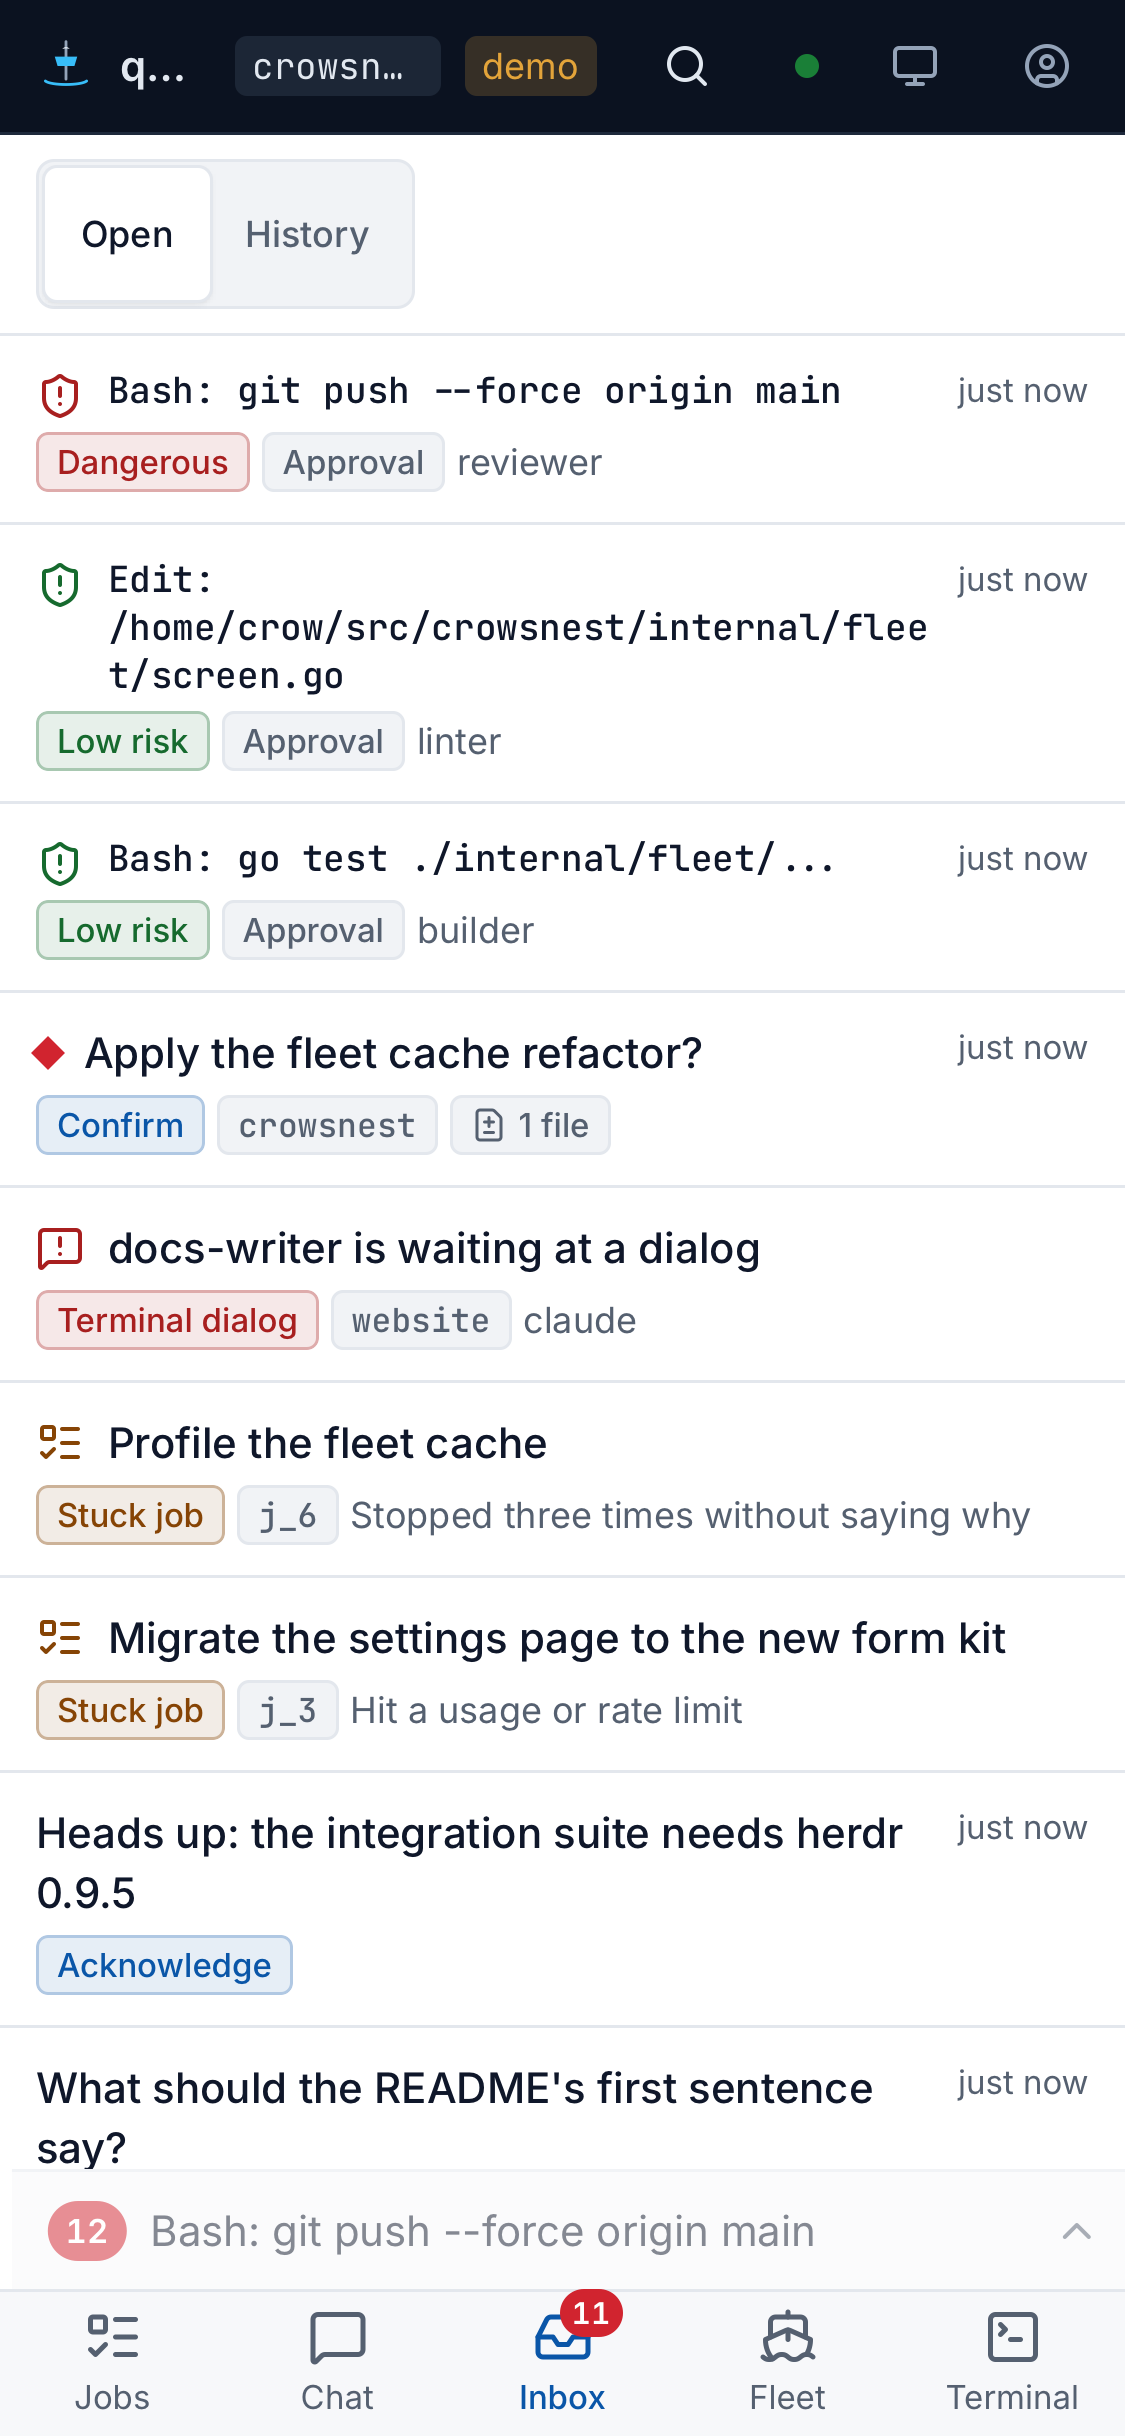 q...
crowsn...
demo
Open
History
Bash: git push --force origin main
just now
Dangerous
Approval
reviewer
Edit:
/home/crow/src/crowsnest/internal/flee
t/screen.go
just now
Low risk
Approval
linter
Bash: go test ./internal/fleet/...
just now
Low risk
Approval
builder
Apply the fleet cache refactor?
just now
Confirm
crowsnest
1 file
docs-writer is waiting at a dialog
Terminal dialog
website
claude
Profile the fleet cache
Stuck job
j_6
Stopped three times without saying why
Migrate the settings page to the new form kit
Stuck job
j_3
Hit a usage or rate limit
Heads up: the integration suite needs herdr
0.9.5
just now
Acknowledge
What should the README's first sentence
say?
just now
12
Bash: git push --force origin main
Jobs
Chat
11
Inbox
Fleet
Terminal